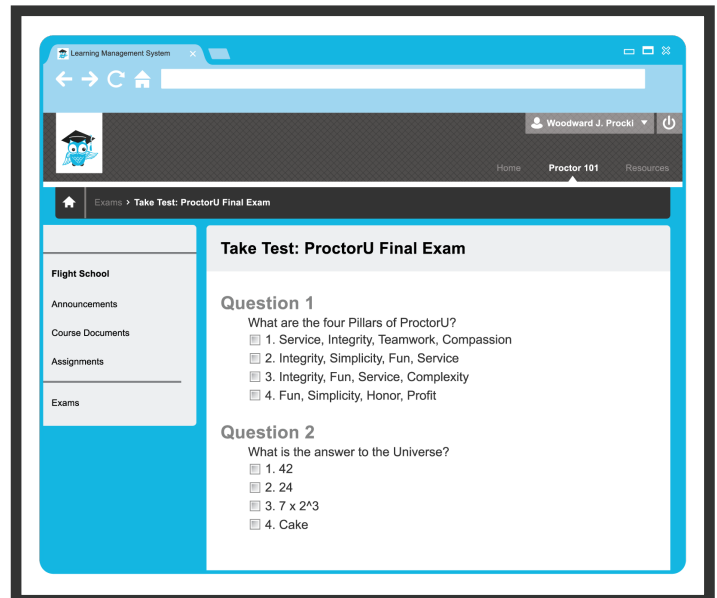 Learning Management System
Woodward J. Procki
Home Proctor 101 Resources
Exams > Take Test: ProctorU Final Exam
Flight School
Announcements
Course Documents
Assignments
Exams
Take Test: ProctorU Final Exam
Question 1
What are the four Pillars of ProctorU?
1. Service, Integrity, Teamwork, Compassion
2. Integrity, Simplicity, Fun, Service
3. Integrity, Fun, Service, Complexity
4. Fun, Simplicity, Honor, Profit
Question 2
What is the answer to the Universe?
1. 42
2. 24
3. 7 x 2^3
4. Cake